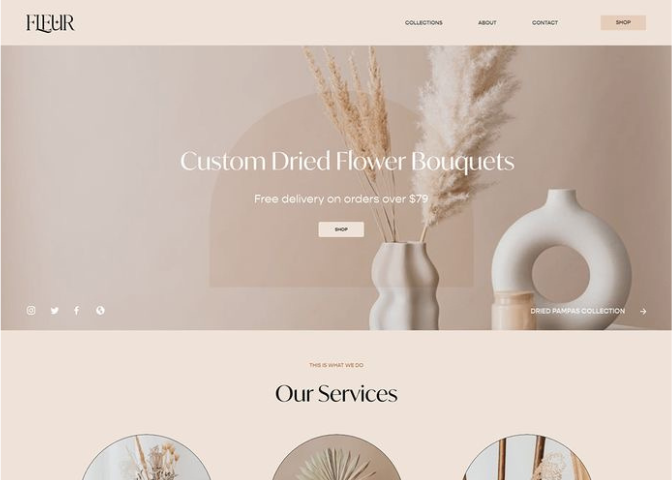 FLEUR
COLLECTIONS
ABOUT
CONTACT
SHOP
Custom Dried Flower Bouquets
Free delivery on orders over $79
SHOP
DRIED PAMPAS COLLECTION →
THIS IS WHAT WE DO
Our Services